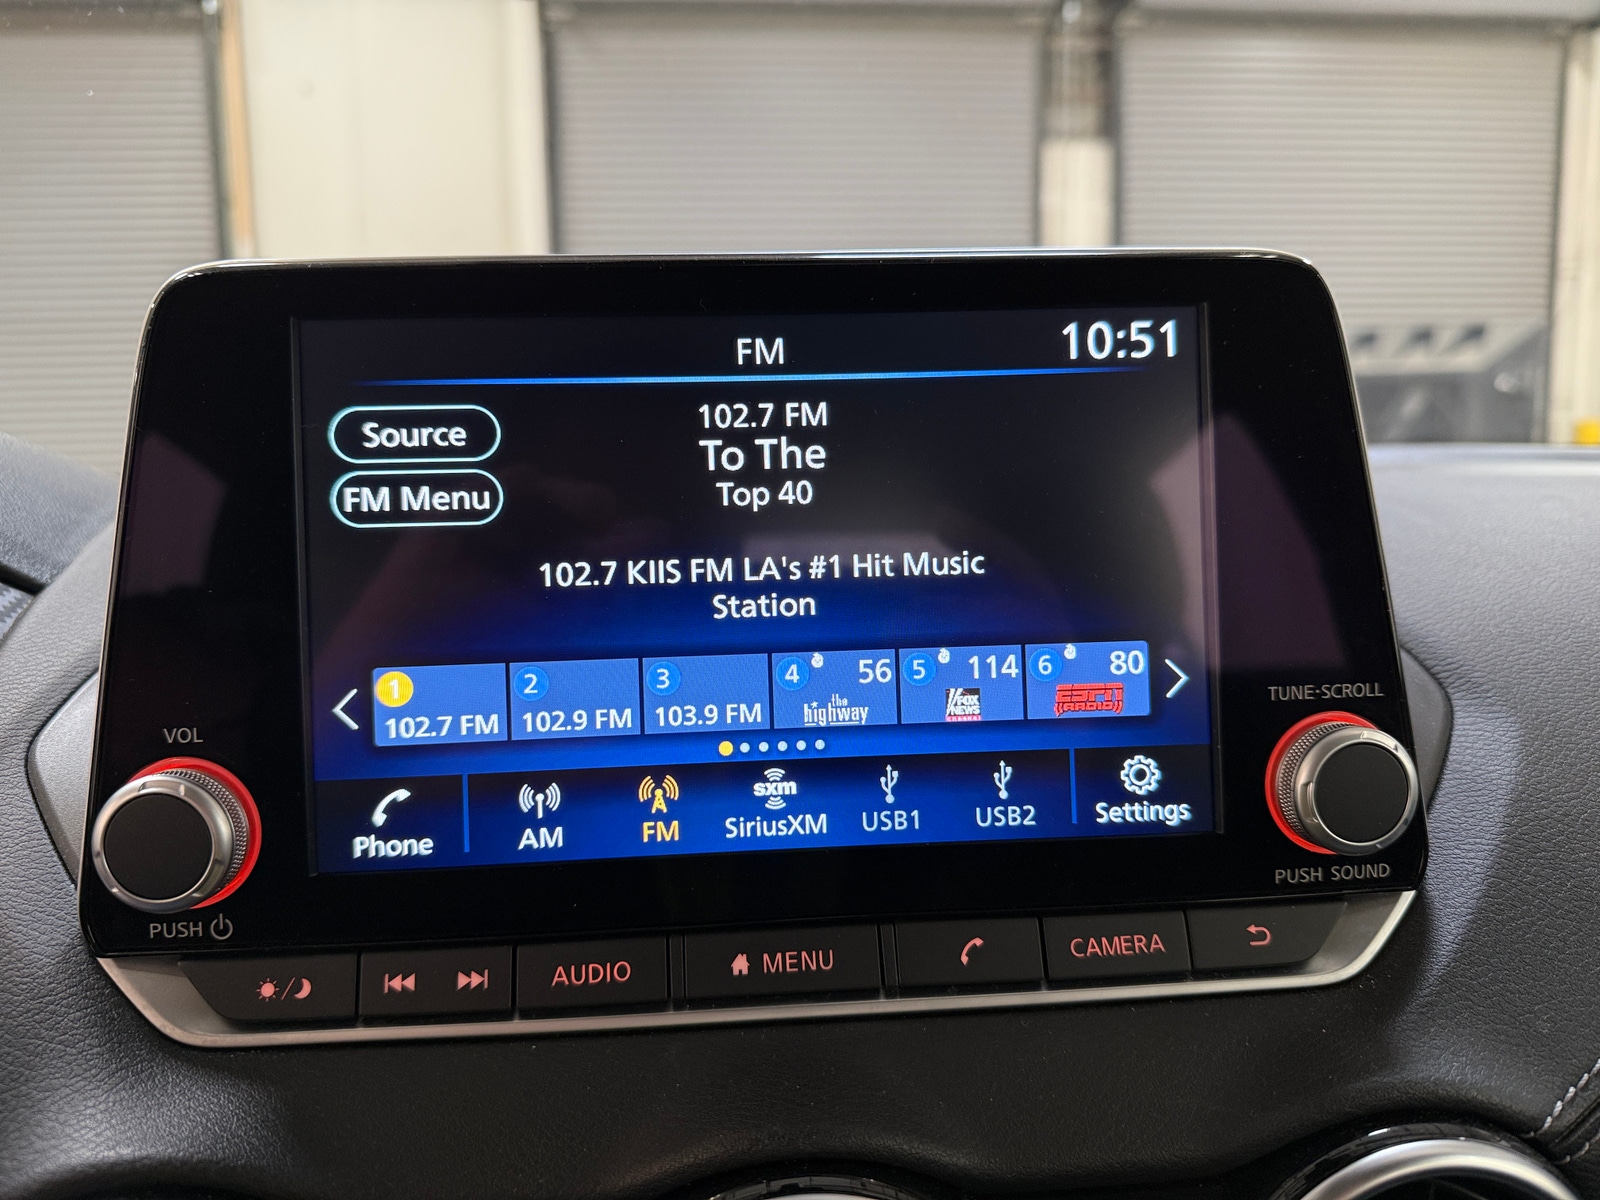 FM
10:51
Source
FM Menu
102.7 FM
To The
Top 40
102.7 KIIS FM LA's #1 Hit Music
Station
1
102.7 FM
2
102.9 FM
3
103.9 FM
4
56
the
highway
5
114
FOX
NEWS
channel
6
80
ESPN
RADIO
Phone
AM
FM
sxm
SiriusXM
USB1
USB2
Settings
VOL
PUSH
TUNE·SCROLL
PUSH SOUND
AUDIO
MENU
CAMERA